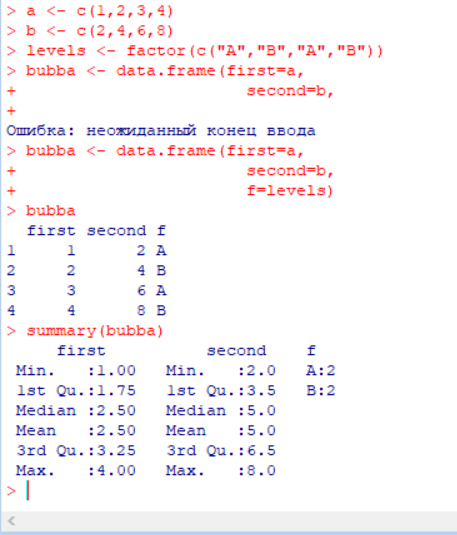 > a <- c(1,2,3,4)
> b <- c(2,4,6,8)
> levels <- factor(c("A","B","A","B"))
> bubba <- data.frame(first=a,
+                     second=b,
+
Ошибка: неожиданный конец ввода
> bubba <- data.frame(first=a,
+                     second=b,
+                     f=levels)
> bubba
  first second f
1     1      2 A
2     2      4 B
3     3      6 A
4     4      8 B
> summary(bubba)
     first          second    f
 Min.   :1.00   Min.   :2.0   A:2
 1st Qu.:1.75   1st Qu.:3.5   B:2
 Median :2.50   Median :5.0
 Mean   :2.50   Mean   :5.0
 3rd Qu.:3.25   3rd Qu.:6.5
 Max.   :4.00   Max.   :8.0
>